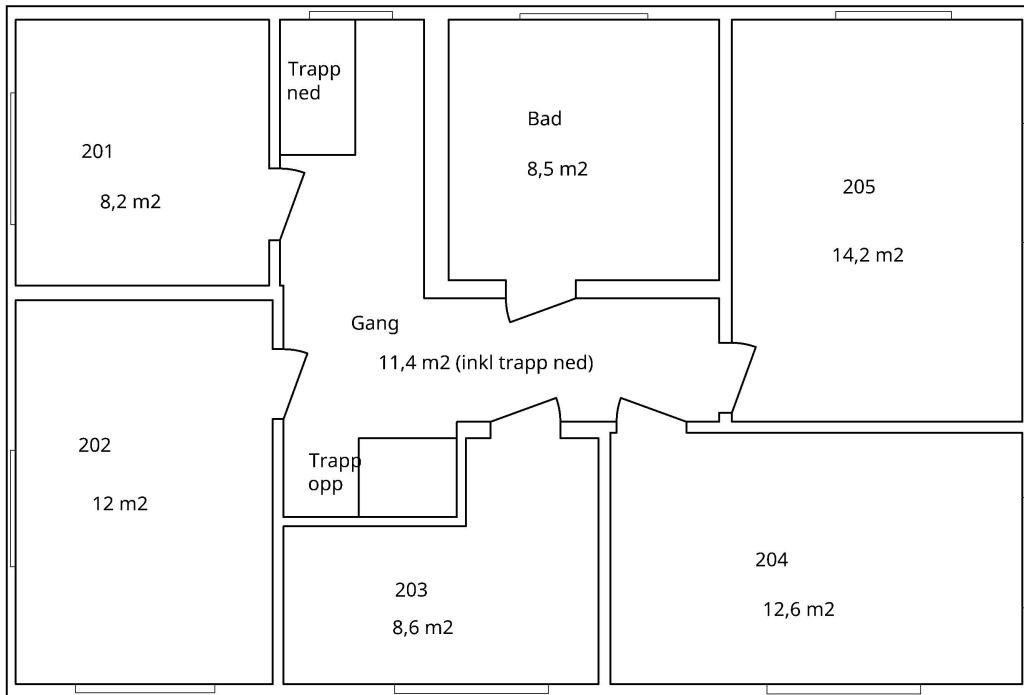 Trapp
ned
Bad
201
8,5 m2
205
8,2 m2
14,2 m2
Gang
11,4 m2 (inkl trapp ned)
202
Trapp
opp
12 m2
204
203
12,6 m2
8,6 m2